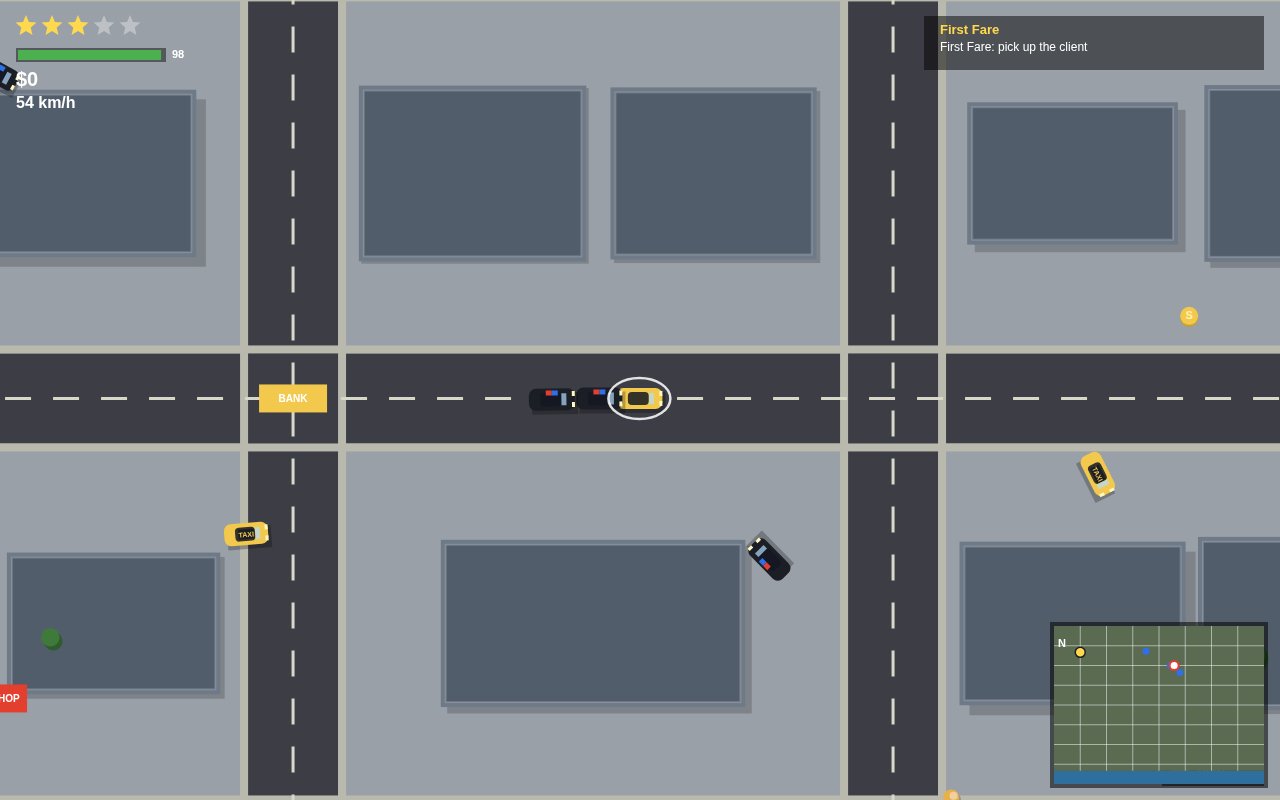 98
$0
54 km/h
First Fare
First Fare: pick up the client
S
BANK
TAXI
TAXI
HOP
N